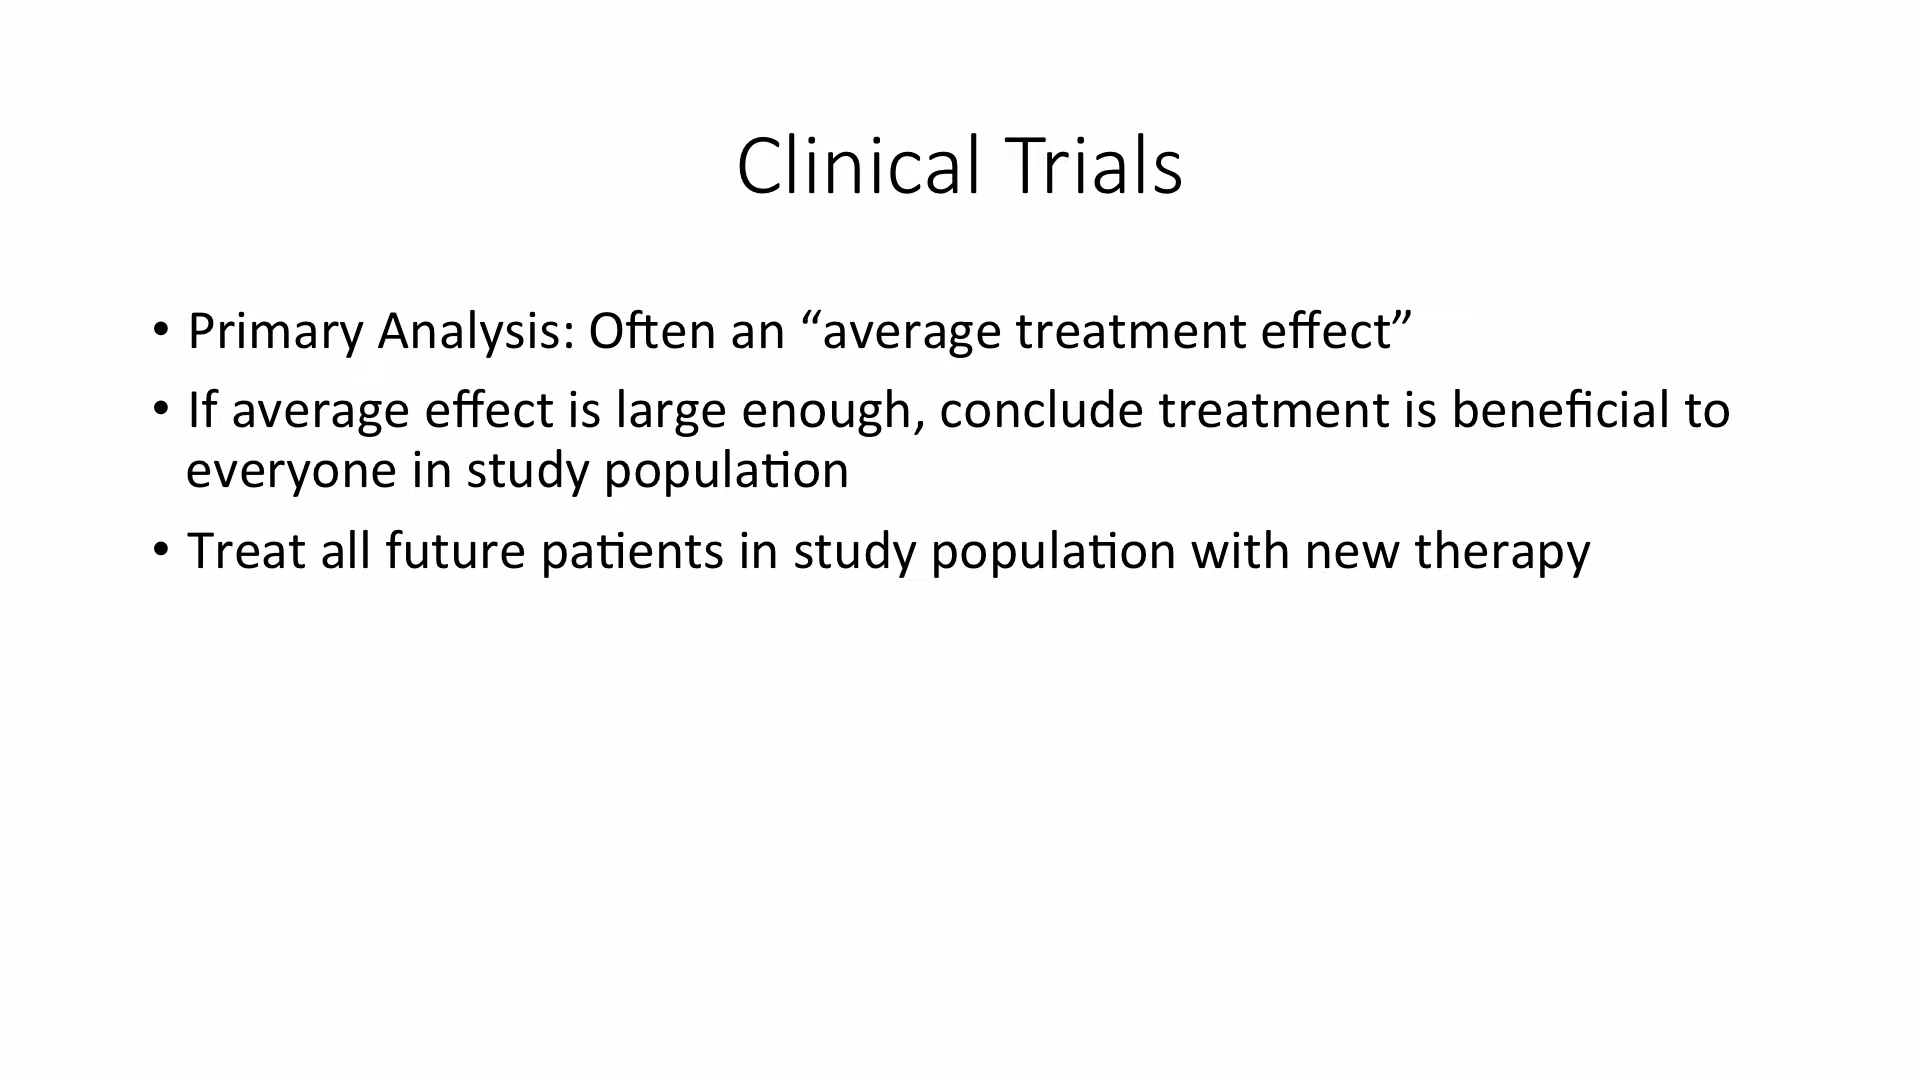 Clinical Trials
• Primary Analysis: Often an “average treatment effect”
• If average effect is large enough, conclude treatment is beneficial to
everyone in study population
• Treat all future patients in study population with new therapy